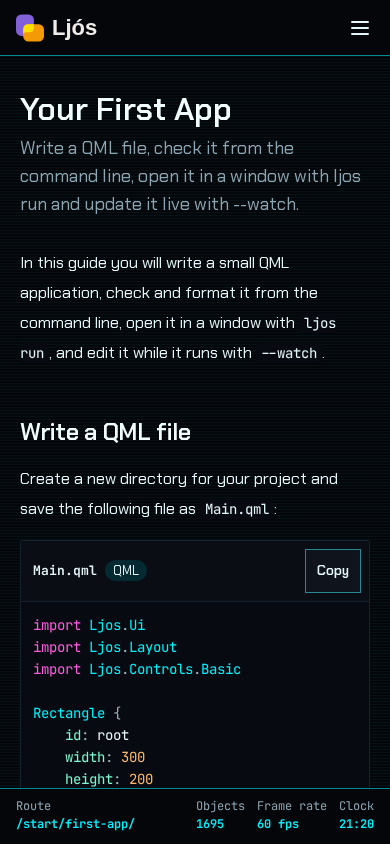 Ljós
Your First App
Write a QML file, check it from the
command line, open it in a window with ljos
run and update it live with --watch.
In this guide you will write a small QML
application, check and format it from the
command line, open it in a window with ljos
run, and edit it while it runs with --watch.
Write a QML file
Create a new directory for your project and
save the following file as Main.qml:
Main.qml QML Copy
import Ljos.Ui
import Ljos.Layout
import Ljos.Controls.Basic
Rectangle {
    id: root
    width: 300
    height: 200
Route Objects Frame rate Clock
/start/first-app/ 1695 60 fps 21:20